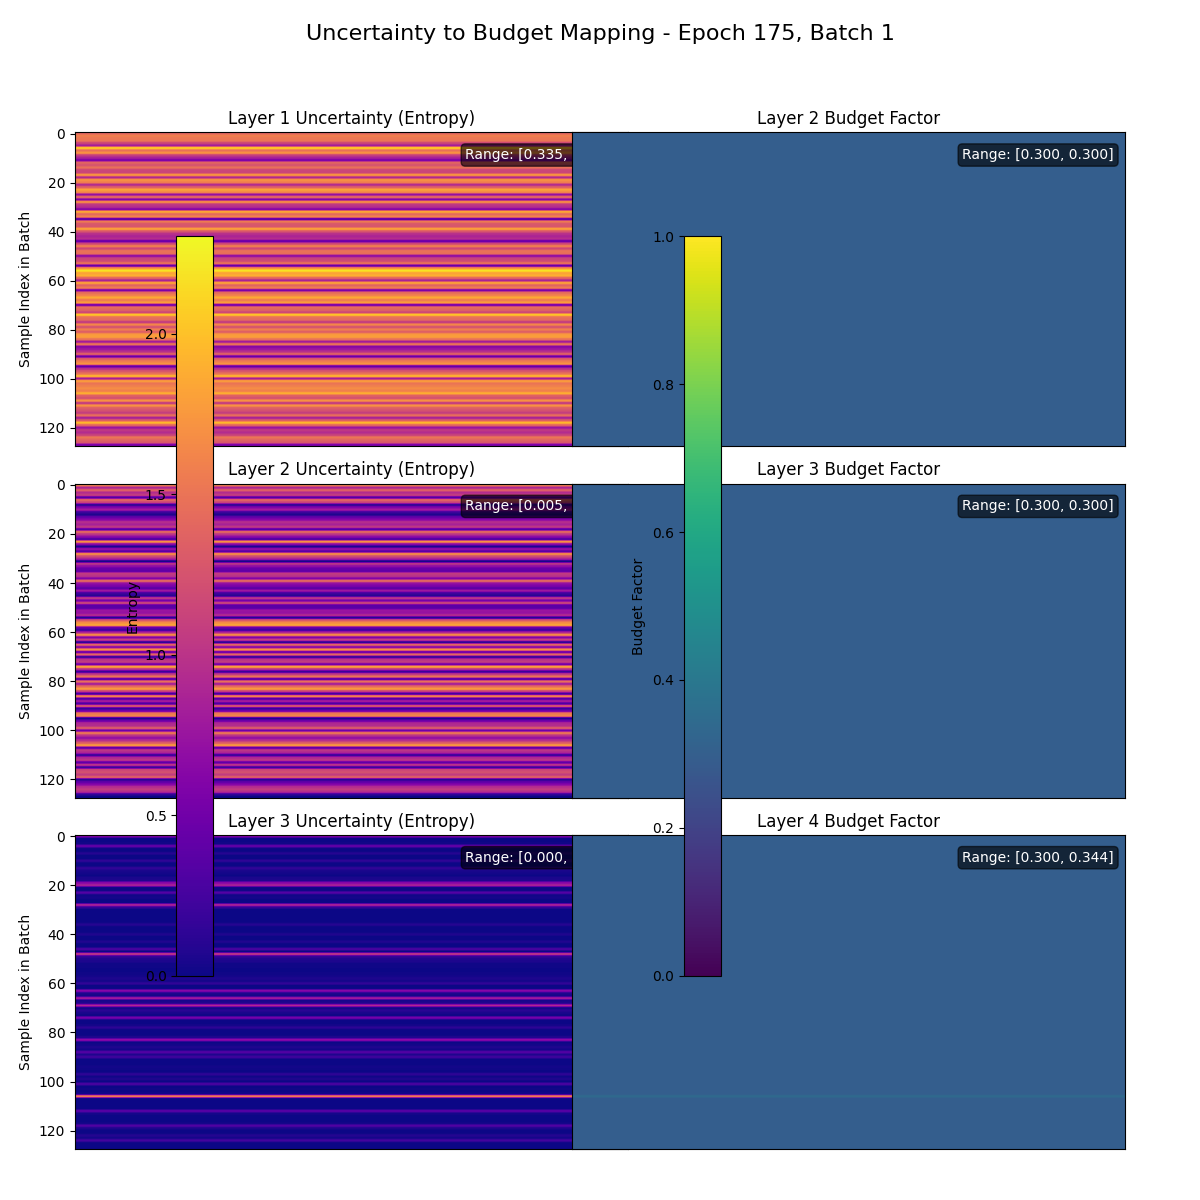 Uncertainty to Budget Mapping - Epoch 175, Batch 1
Layer 1 Uncertainty (Entropy)
Layer 2 Budget Factor
Range: [0.335,
Range: [0.300, 0.300]
Sample Index in Batch
0
20
40
60
80
100
120
Layer 2 Uncertainty (Entropy)
Layer 3 Budget Factor
Range: [0.005,
Range: [0.300, 0.300]
Sample Index in Batch
0
20
40
60
80
100
120
Layer 3 Uncertainty (Entropy)
Layer 4 Budget Factor
Range: [0.000,
Range: [0.300, 0.344]
Sample Index in Batch
0
20
40
60
80
100
120
Entropy
2.0
1.5
1.0
0.5
0.0
Budget Factor
1.0
0.8
0.6
0.4
0.2
0.0